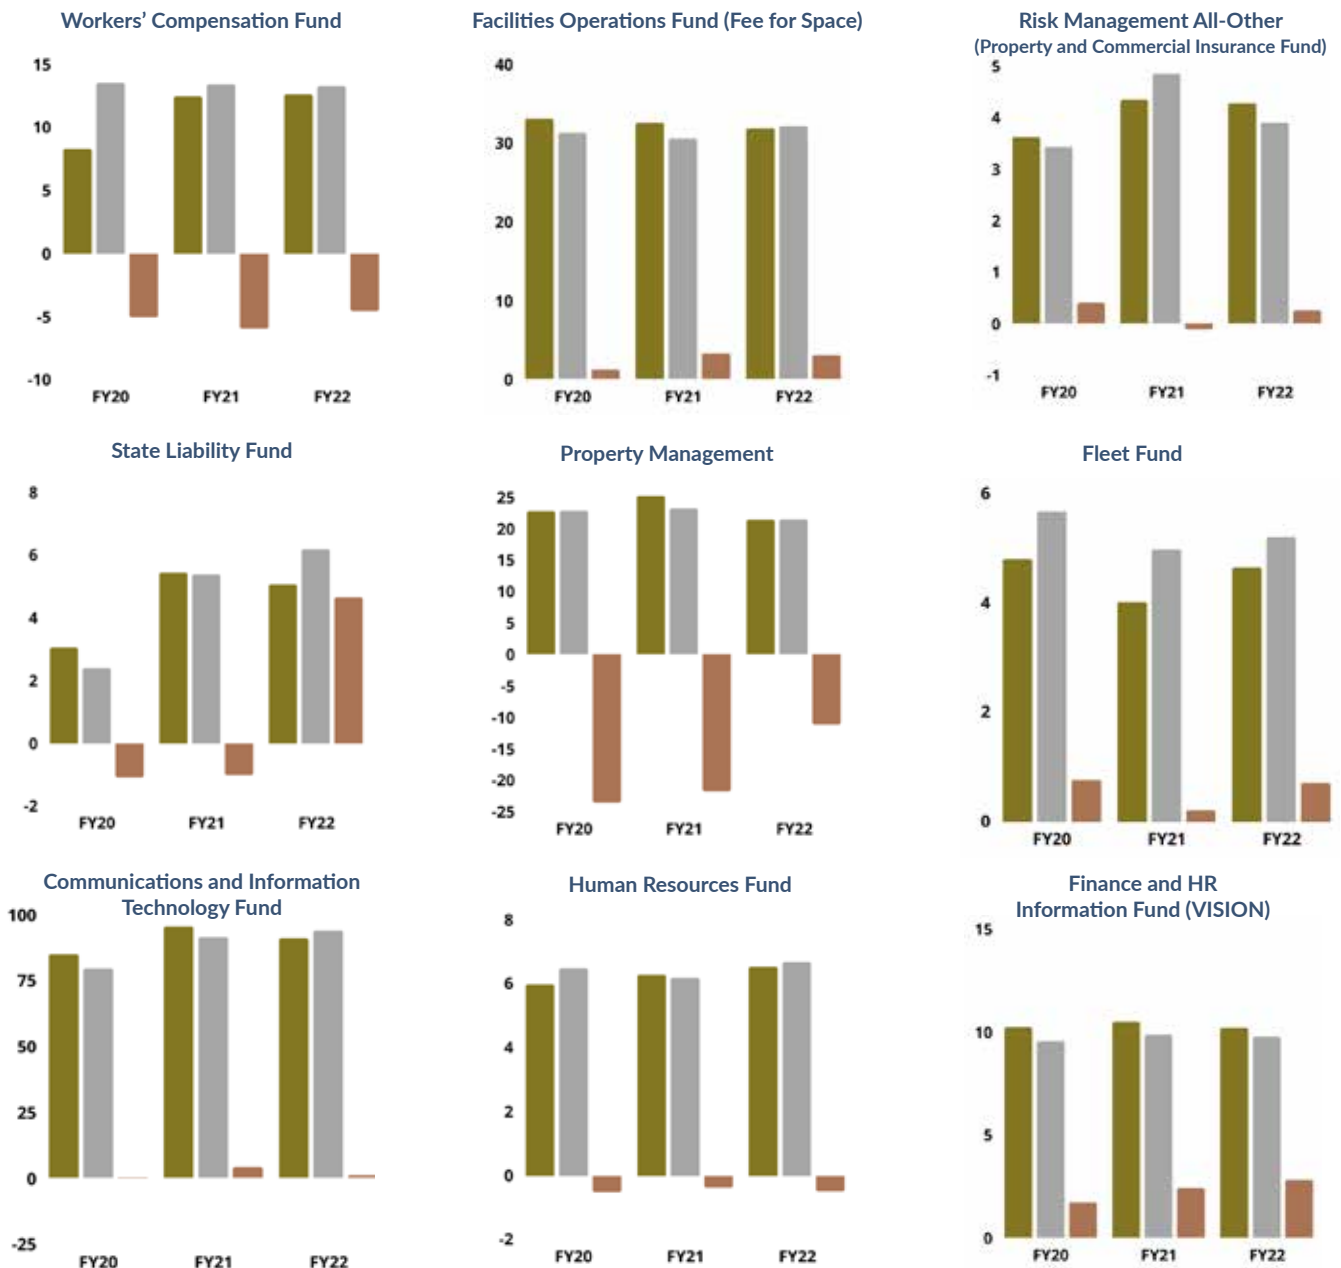 Workers’ Compensation Fund
15
10
5
0
-5
-10
FY20 FY21 FY22
Facilities Operations Fund (Fee for Space)
40
30
20
10
0
FY20 FY21 FY22
Risk Management All-Other
(Property and Commercial Insurance Fund)
5
4
3
2
1
0
-1
FY20 FY21 FY22
State Liability Fund
8
6
4
2
0
-2
FY20 FY21 FY22
Property Management
25
20
15
10
5
0
-5
-10
-15
-20
-25
FY20 FY21 FY22
Fleet Fund
6
4
2
0
FY20 FY21 FY22
Communications and Information
Technology Fund
100
75
50
25
0
-25
FY20 FY21 FY22
Human Resources Fund
8
6
4
2
0
-2
FY20 FY21 FY22
Finance and HR
Information Fund (VISION)
15
10
5
0
FY20 FY21 FY22